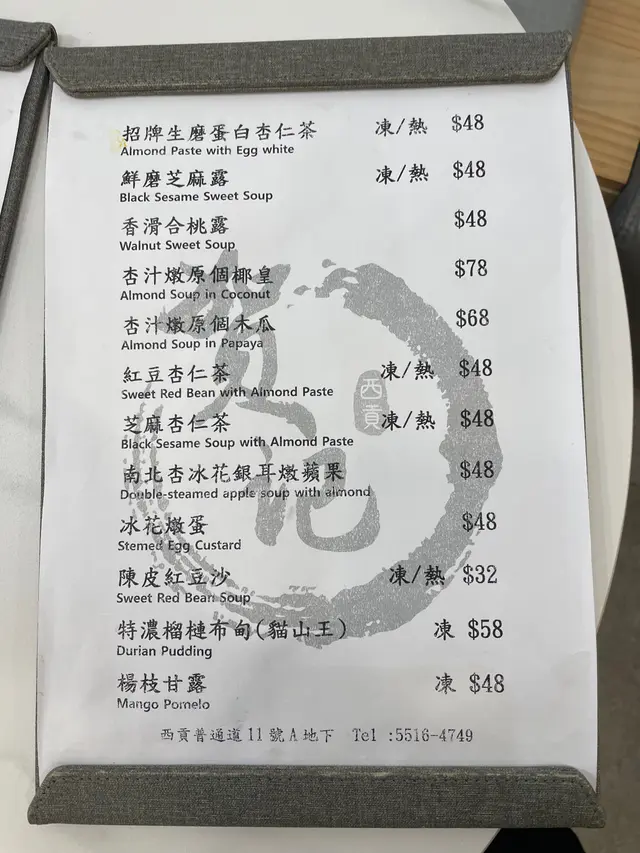 招牌生磨蛋白杏仁茶 凍/熱 $48
Almond Paste with Egg white
鮮磨芝麻露 凍/熱 $48
Black Sesame Sweet Soup
香滑合桃露 $48
Walnut Sweet Soup
杏汁燉原個椰皇 $78
Almond Soup in Coconut
杏汁燉原個木瓜 $68
Almond Soup in Papaya
紅豆杏仁茶 凍/熱 $48
Sweet Red Bean with Almond Paste
西貢
芝麻杏仁茶 凍/熱 $48
Black Sesame Soup with Almond Paste
南北杏冰花銀耳燉蘋果 $48
Double-steamed apple soup with almond
冰花燉蛋 $48
Stemed Egg Custard
陳皮紅豆沙 凍/熱 $32
Sweet Red Bean Soup
特濃榴槤布甸(貓山王) 凍 $58
Durian Pudding
楊枝甘露 凍 $48
Mango Pomelo
西貢普通道 11 號 A 地下 Tel :5516-4749